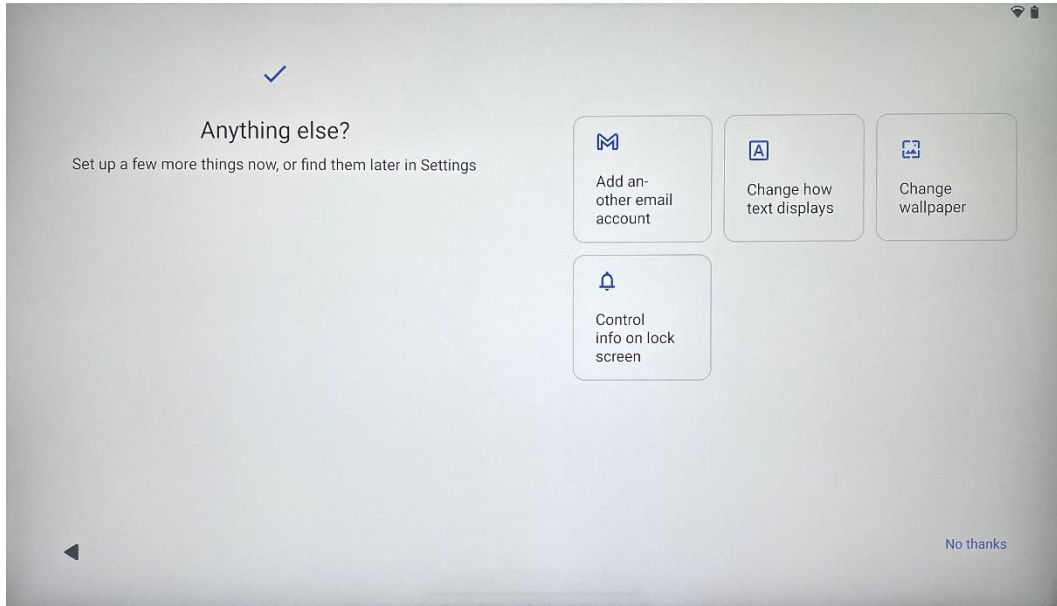 Anything else?
Set up a few more things now, or find them later in Settings
Add an-
other email
account
Change how
text displays
Change
wallpaper
Control
info on lock
screen
No thanks